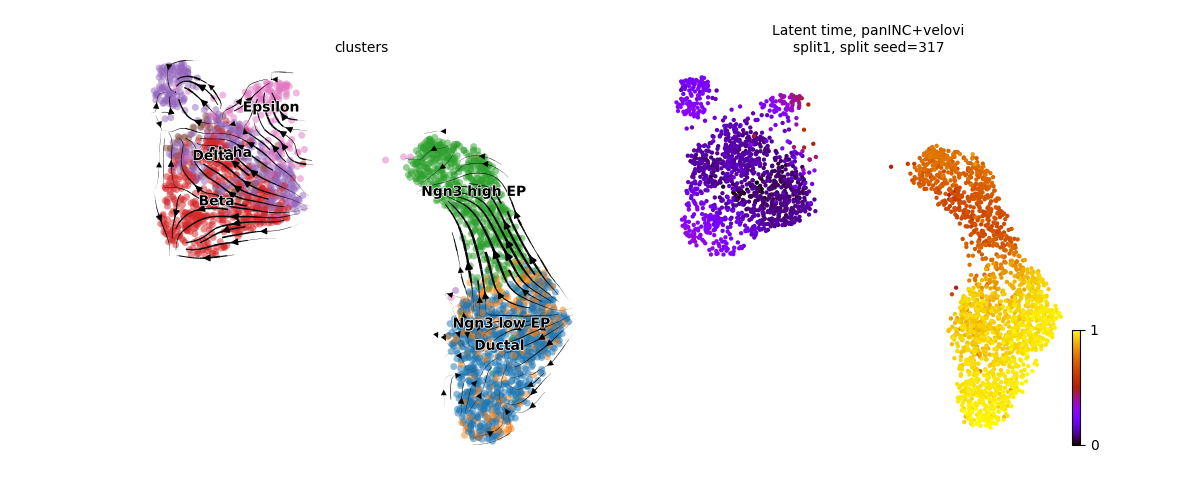 clusters
Epsilon
Alpha
Delta
Beta
Ngn3 high EP
Ngn3 low EP
Ductal
Latent time, panINC+velovi
split1, split seed=317
1
0